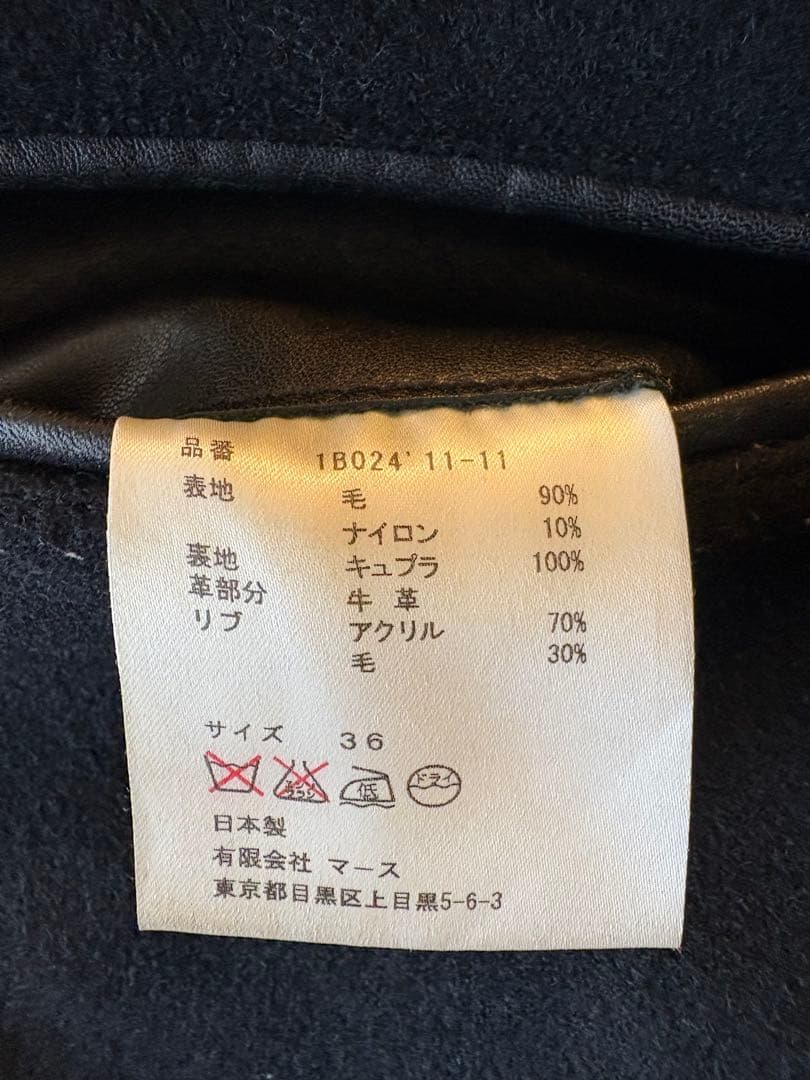 品番 1B024'11-11
表地 毛 90%
ナイロン 10%
裏地 キュプラ 100%
革部分 牛 革
リブ アクリル 70%
毛 30%
サイズ 36
低 ドライ
日本製
有限会社 マース
東京都目黒区上目黒5-6-3